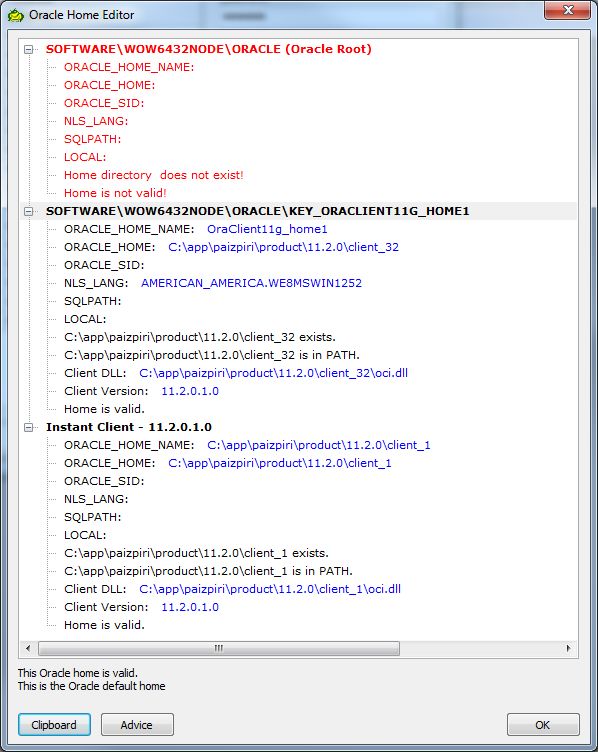 Oracle Home Editor
SOFTWARE\WOW6432NODE\ORACLE (Oracle Root)
ORACLE_HOME_NAME:
ORACLE_HOME:
ORACLE_SID:
NLS_LANG:
SQLPATH:
LOCAL:
Home directory  does not exist!
Home is not valid!
SOFTWARE\WOW6432NODE\ORACLE\KEY_ORACLIENT11G_HOME1
ORACLE_HOME_NAME: OraClient11g_home1
ORACLE_HOME: C:\app\paizpiri\product\11.2.0\client_32
ORACLE_SID:
NLS_LANG: AMERICAN_AMERICA.WE8MSWIN1252
SQLPATH:
LOCAL:
C:\app\paizpiri\product\11.2.0\client_32 exists.
C:\app\paizpiri\product\11.2.0\client_32 is in PATH.
Client DLL: C:\app\paizpiri\product\11.2.0\client_32\oci.dll
Client Version: 11.2.0.1.0
Home is valid.
Instant Client - 11.2.0.1.0
ORACLE_HOME_NAME: C:\app\paizpiri\product\11.2.0\client_1
ORACLE_HOME: C:\app\paizpiri\product\11.2.0\client_1
ORACLE_SID:
NLS_LANG:
SQLPATH:
LOCAL:
C:\app\paizpiri\product\11.2.0\client_1 exists.
C:\app\paizpiri\product\11.2.0\client_1 is in PATH.
Client DLL: C:\app\paizpiri\product\11.2.0\client_1\oci.dll
Client Version: 11.2.0.1.0
Home is valid.
This Oracle home is valid.
This is the Oracle default home
Clipboard Advice OK